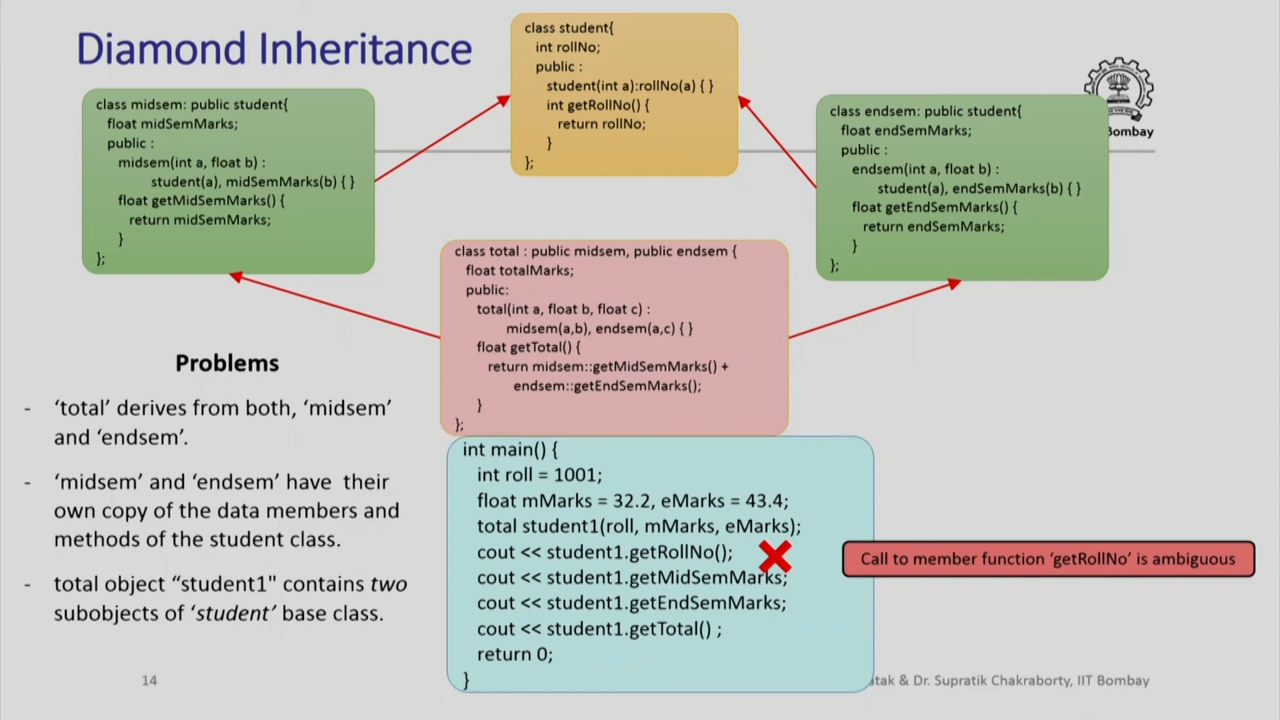 Diamond Inheritance
class student{
int rollNo;
public :
student(int a):rollNo(a) { }
int getRollNo() {
return rollNo;
}
};
class midsem: public student{
float midSemMarks;
public :
midsem(int a, float b) :
student(a), midSemMarks(b) { }
float getMidSemMarks() {
return midSemMarks;
}
};
class endsem: public student{
float endSemMarks;
public :
endsem(int a, float b) :
student(a), endSemMarks(b) { }
float getEndSemMarks() {
return endSemMarks;
}
};
Bombay
class total : public midsem, public endsem {
float totalMarks;
public:
total(int a, float b, float c) :
midsem(a,b), endsem(a,c) { }
float getTotal() {
return midsem::getMidSemMarks() +
endsem::getEndSemMarks();
}
};
Problems
- ‘total’ derives from both, ‘midsem’
and ‘endsem’.
- ‘midsem’ and ‘endsem’ have their
own copy of the data members and
methods of the student class.
- total object “student1" contains two
subobjects of ‘student’ base class.
int main() {
int roll = 1001;
float mMarks = 32.2, eMarks = 43.4;
total student1(roll, mMarks, eMarks);
cout << student1.getRollNo();
cout << student1.getMidSemMarks;
cout << student1.getEndSemMarks;
cout << student1.getTotal() ;
return 0;
}
Call to member function ‘getRollNo’ is ambiguous
14
& Dr. Supratik Chakraborty, IIT Bombay